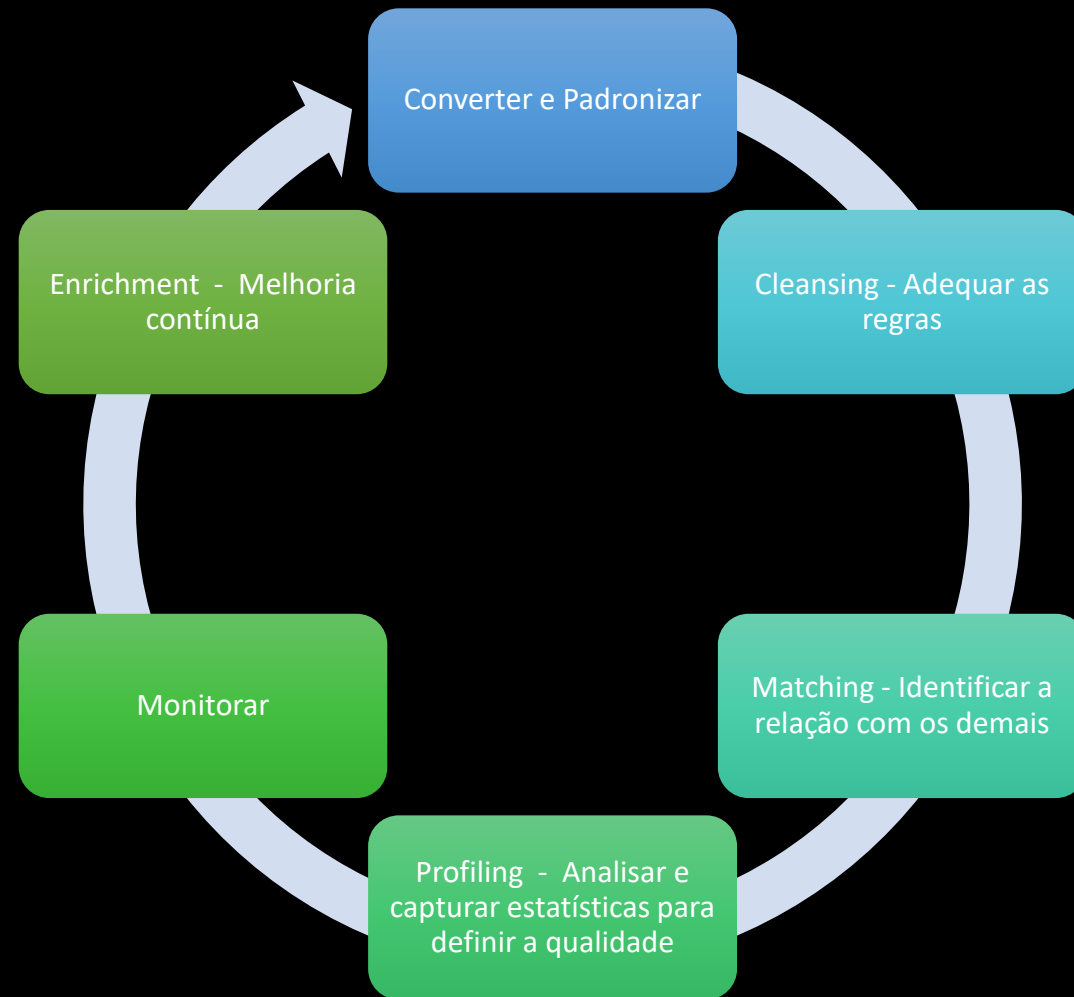 Converter e Padronizar
Cleansing - Adequar as
regras
Matching - Identificar a
relação com os demais
Profiling  -  Analisar e
capturar estatísticas para
definir a qualidade
Monitorar
Enrichment  -  Melhoria
contínua